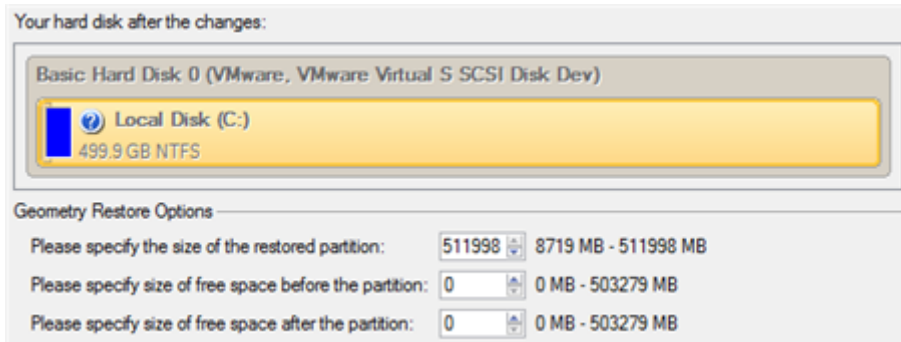 Your hard disk after the changes:
Basic Hard Disk 0 (VMware, VMware Virtual S SCSI Disk Dev)
Local Disk (C:)
499.9 GB NTFS
Geometry Restore Options
Please specify the size of the restored partition: 511998 8719 MB - 511998 MB
Please specify size of free space before the partition: 0 0 MB - 503279 MB
Please specify size of free space after the partition: 0 0 MB - 503279 MB